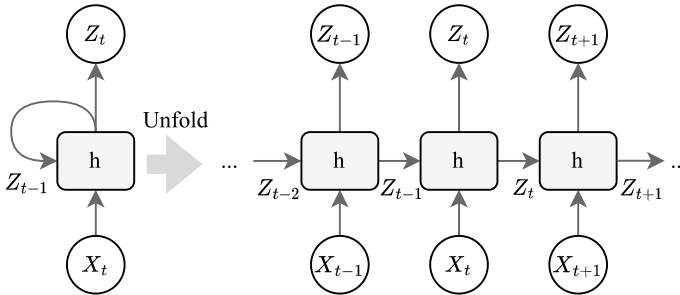 Z_t Z_{t-1} Z_t Z_{t+1}
Unfold
h ... h h h ..
Z_{t-1} Z_{t-2} Z_{t-1} Z_t Z_{t+1}
X_t X_{t-1} X_t X_{t+1}